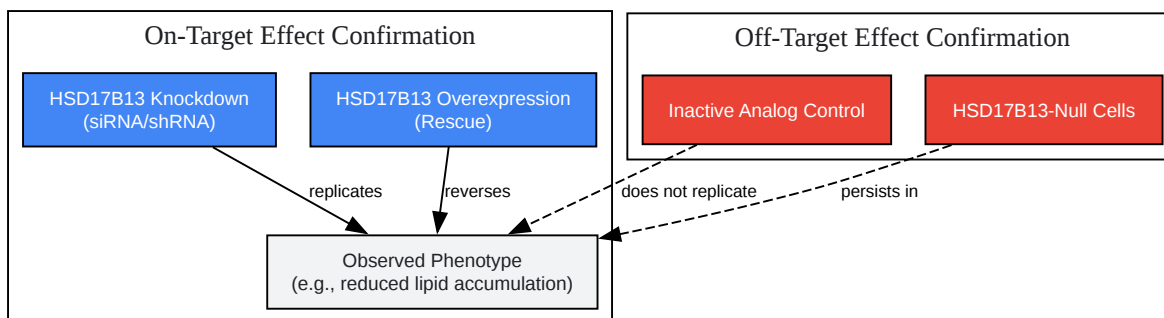 On-Target Effect Confirmation
Off-Target Effect Confirmation
HSD17B13 Knockdown
(siRNA/shRNA)
HSD17B13 Overexpression
(Rescue)
Inactive Analog Control
HSD17B13-Null Cells
replicates
reverses
does not replicate
persists in
Observed Phenotype
(e.g., reduced lipid accumulation)